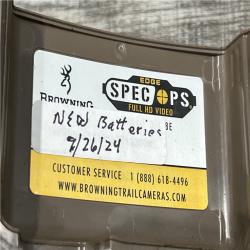 EDGE
SPEC OPS
BROWNING
FULL HD VIDEO
NEW Batteries
8E
9/26/24
CUSTOMER SERVICE 1 (888) 618-4496
WWW.BROWNINGTRAILCAMERAS.COM